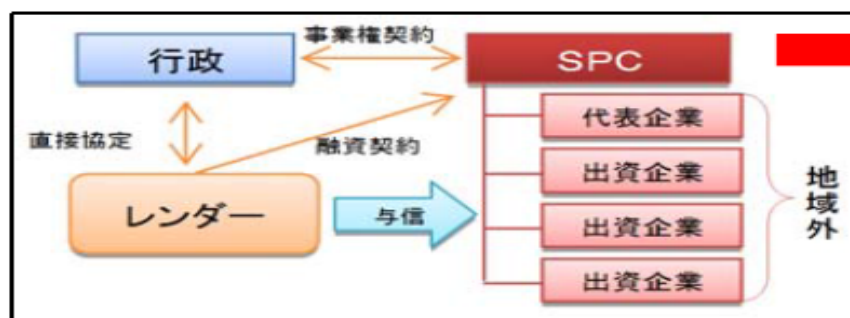 事業権契約
行政
SPC
代表企業
直接協定
融資契約
出資企業
地域外
レンダー
与信
出資企業
出資企業